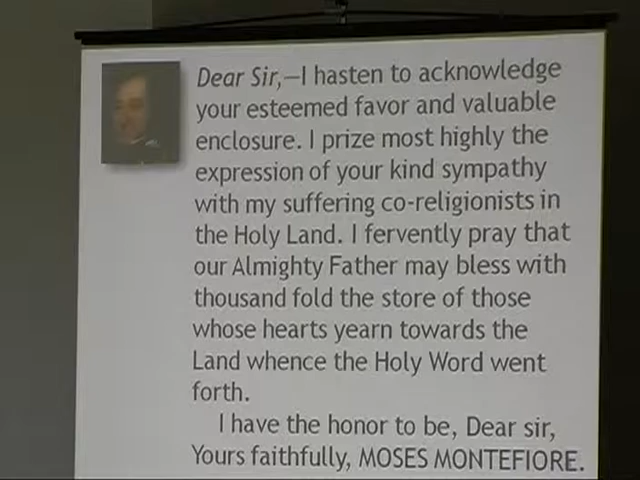 Dear Sir,—I hasten to acknowledge
your esteemed favor and valuable
enclosure. I prize most highly the
expression of your kind sympathy
with my suffering co-religionists in
the Holy Land. I fervently pray that
our Almighty Father may bless with
thousand fold the store of those
whose hearts yearn towards the
Land whence the Holy Word went
forth.
I have the honor to be, Dear sir,
Yours faithfully, MOSES MONTEFIORE.